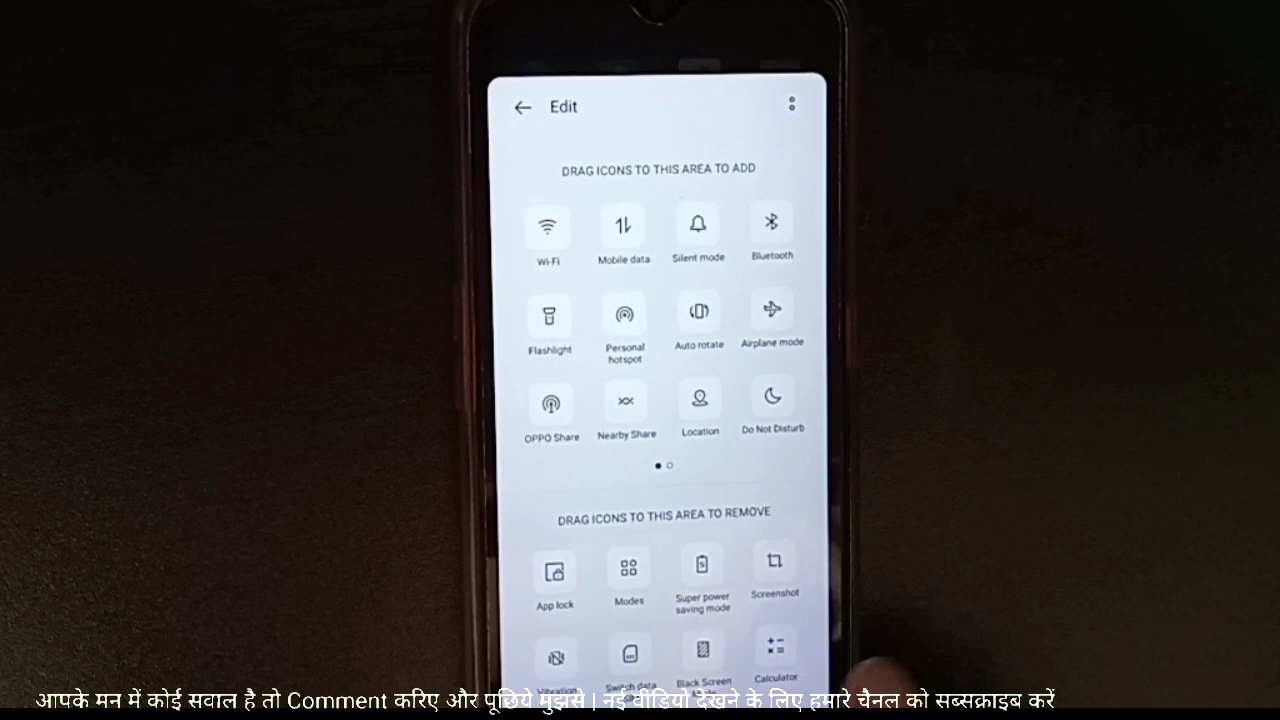 Edit
DRAG ICONS TO THIS AREA TO ADD
Wi-Fi Mobile data Silent mode Bluetooth
Flashlight Personal hotspot Auto rotate Airplane mode
OPPO Share Nearby Share Location Do Not Disturb
DRAG ICONS TO THIS AREA TO REMOVE
App lock Modes Super power saving mode Screenshot
Vibration Switch data Black Screen Calculator
आपके मन में कोई सवाल है तो Comment करिए और पूछिये मुझसे | नई वीडियो देखने के लिए हमारे चैनल को सब्सक्राइब करें